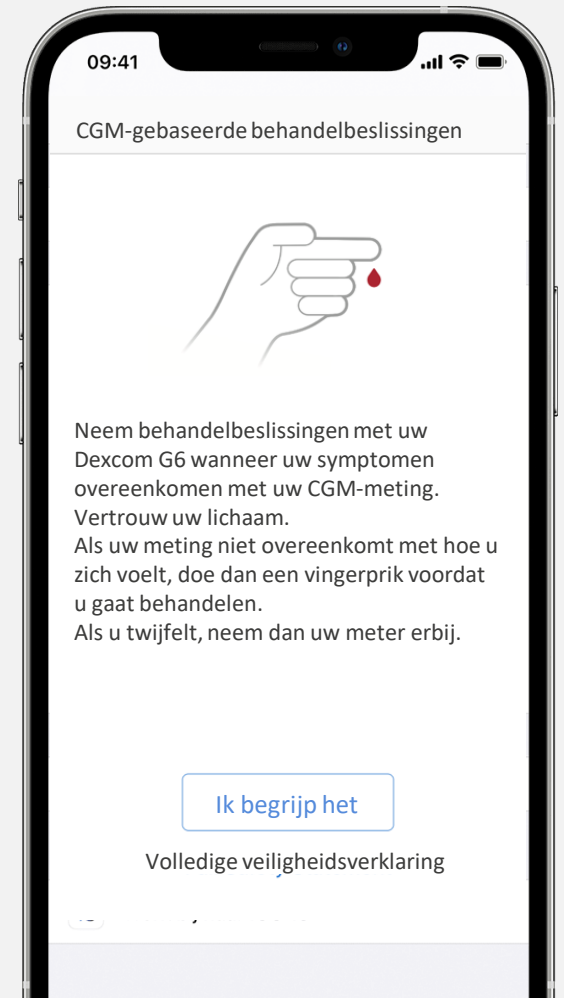 09:41
CGM-gebaseerde behandelbeslissingen
Neem behandelbeslissingen met uw
Dexcom G6 wanneer uw symptomen
overeenkomen met uw CGM-meting.
Vertrouw uw lichaam.
Als uw meting niet overeenkomt met hoe u
zich voelt, doe dan een vingerprik voordat
u gaat behandelen.
Als u twijfelt, neem dan uw meter erbij.
Ik begrijp het
Volledige veiligheidsverklaring